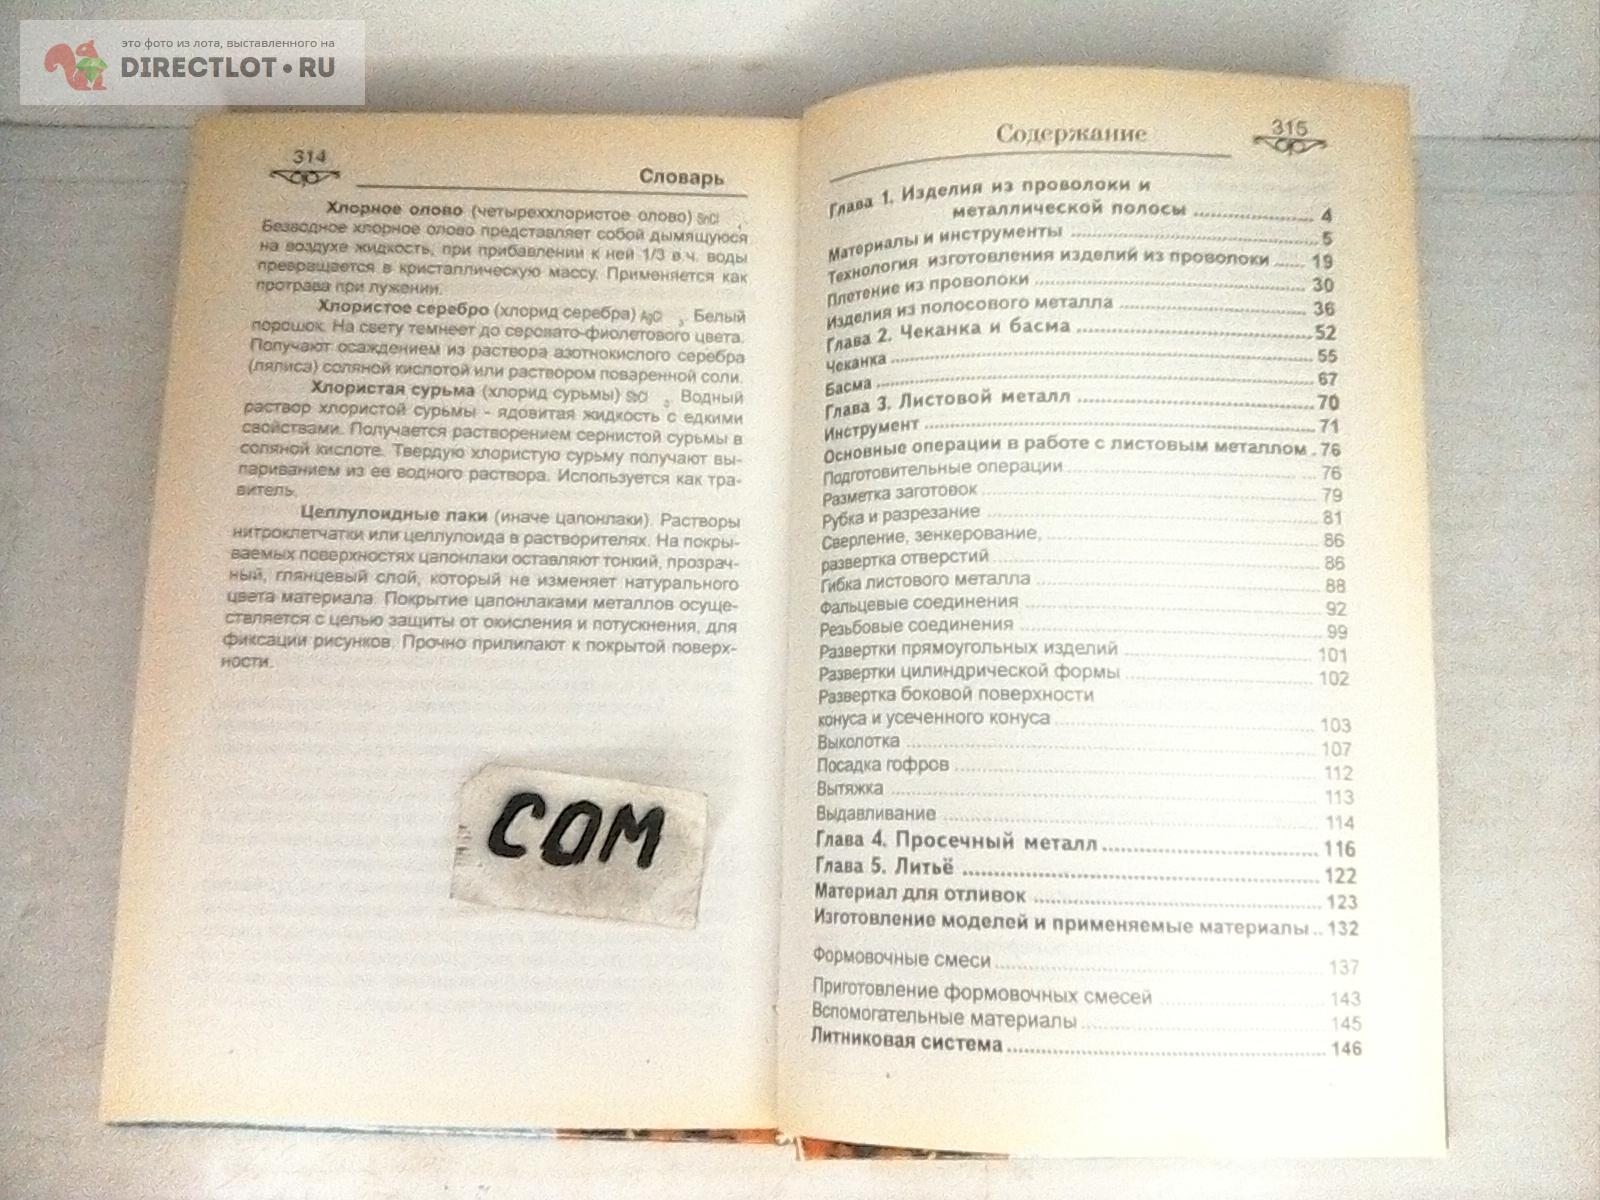 это фото из лота, выставленного на
DIRECTLOT.RU
314
Словарь
Хлорное олово (четыреххлористое олово) SnCl
Безводное хлорное олово представляет собой дымящуюся
на воздухе жидкость, при прибавлении к ней 1/3 в.ч. воды
превращается в кристаллическую массу. Применяется как
протрава при лужении.
Хлористое серебро (хлорид серебра) AgCl . Белый
порошок. На свету темнеет до серовато-фиолетового цвета.
Получают осаждением из раствора азотнокислого серебра
(ляписа) соляной кислотой или раствором поваренной соли.
Хлористая сурьма (хлорид сурьмы) SbCl 3. Водный
раствор хлористой сурьмы - ядовитая жидкость с едкими
свойствами. Получается растворением сернистой сурьмы в
соляной кислоте. Твердую хлористую сурьму получают вы-
париванием из ее водного раствора. Используется как тра-
витель.
Целлулоидные лаки (иначе цапонлаки). Растворы
нитроклетчатки или целлулоида в растворителях. На покры-
ваемых поверхностях цапонлаки оставляют тонкий, прозрач-
ный, глянцевый слой, который не изменяет натурального
цвета материала. Покрытие цапонлаками металлов осуще-
ствляется с целью защиты от окисления и потускнения, для
фиксации рисунков. Прочно прилипают к покрытой поверх-
ности.
COM
Содержание
315
Глава 1. Изделия из проволоки и
металлической полосы ........ 4
Материалы и инструменты ........ 5
Технология изготовления изделий из проволоки ...... 19
Плетение из проволоки ........ 30
Изделия из полосового металла ........ 36
Глава 2. Чеканка и басма ........ 52
Чеканка ........ 55
Басма ........ 67
Глава 3. Листовой металл ........ 70
Инструмент ........ 71
Основные операции в работе с листовым металлом . 76
Подготовительные операции ........ 76
Разметка заготовок ........ 79
Рубка и разрезание ........ 81
Сверление, зенкерование, ........ 86
развертка отверстий ........ 86
Гибка листового металла ........ 88
Фальцевые соединения ........ 92
Резьбовые соединения ........ 99
Развертки прямоугольных изделий ........ 101
Развертки цилиндрической формы ........ 102
Развертка боковой поверхности
конуса и усеченного конуса ........ 103
Выколотка ........ 107
Посадка гофров ........ 112
Вытяжка ........ 113
Выдавливание ........ 114
Глава 4. Просечный металл ........ 116
Глава 5. Литьё ........ 122
Материал для отливок ........ 123
Изготовление моделей и применяемые материалы .. 132
Формовочные смеси ........ 137
Приготовление формовочных смесей ........ 143
Вспомогательные материалы ........ 145
Литниковая система ........ 146